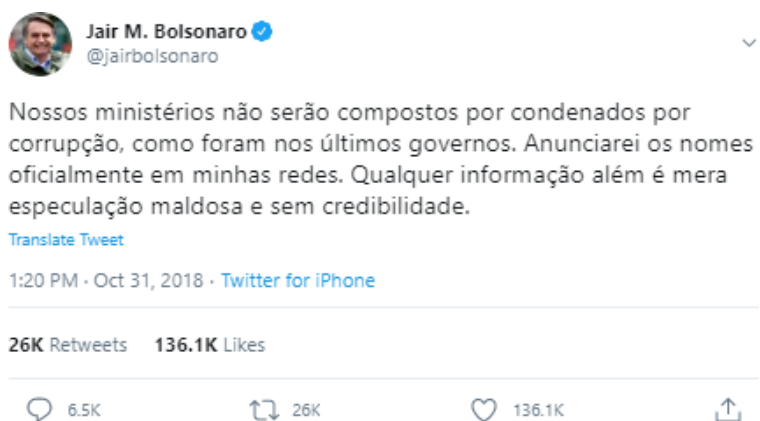 Jair M. Bolsonaro
@jairbolsonaro
Nossos ministérios não serão compostos por condenados por
corrupção, como foram nos últimos governos. Anunciarei os nomes
oficialmente em minhas redes. Qualquer informação além é mera
especulação maldosa e sem credibilidade.
Translate Tweet
1:20 PM · Oct 31, 2018 · Twitter for iPhone
26K Retweets 136.1K Likes
6.5K 26K 136.1K